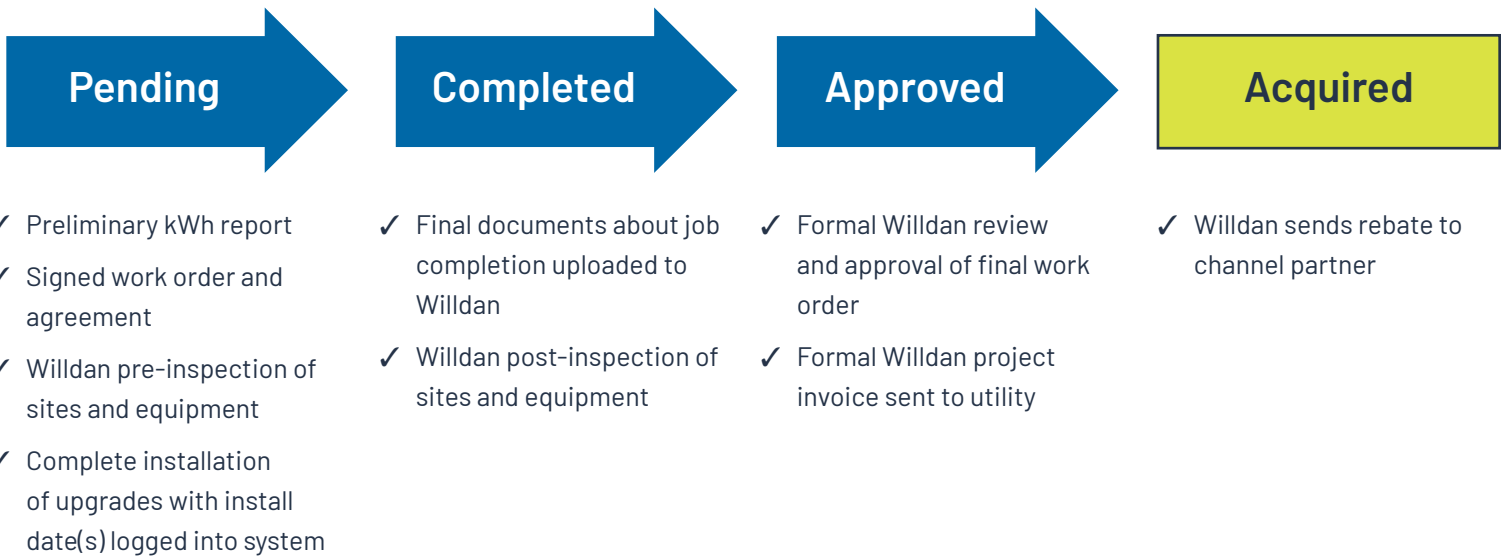 Pending
✓ Preliminary kWh report
✓ Signed work order and
agreement
✓ Willdan pre-inspection of
sites and equipment
✓ Complete installation
of upgrades with install
date(s) logged into system
Completed
✓ Final documents about job
completion uploaded to
Willdan
✓ Willdan post-inspection of
sites and equipment
Approved
✓ Formal Willdan review
and approval of final work
order
✓ Formal Willdan project
invoice sent to utility
Acquired
✓ Willdan sends rebate to
channel partner